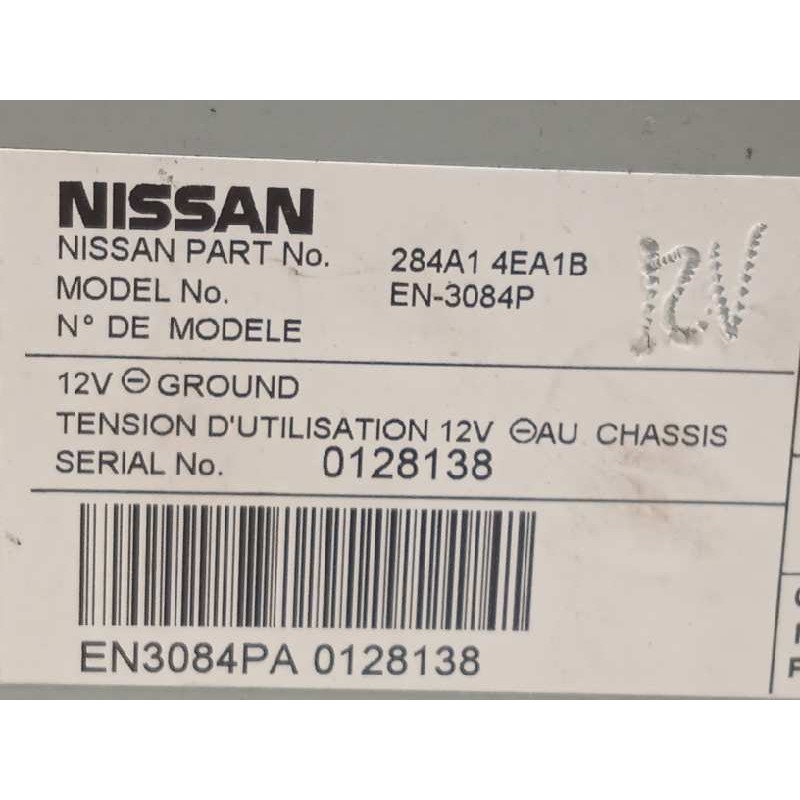 NISSAN
NISSAN PART No. 284A1 4EA1B
MODEL No. EN-3084P
N° DE MODELE
12V ⊖ GROUND
TENSION D'UTILISATION 12V ⊖AU CHASSIS
SERIAL No. 0128138
EN3084PA 0128138